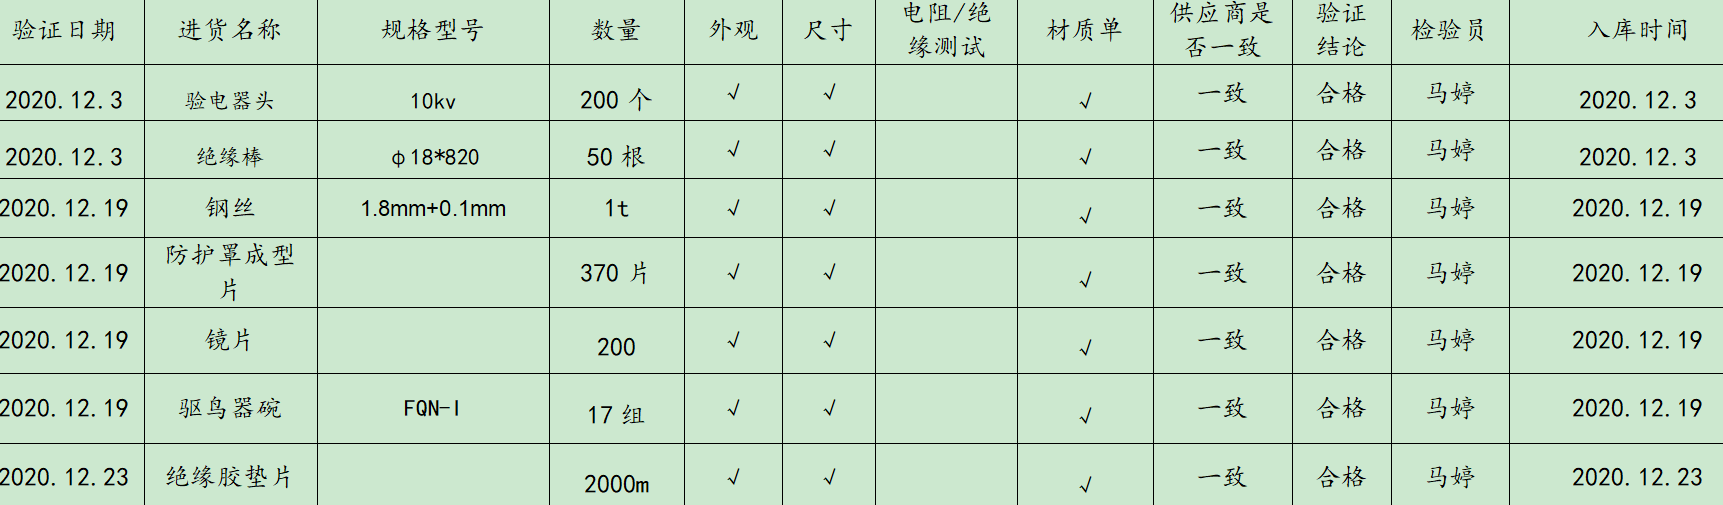 验证日期 进货名称 规格型号 数量 外观 尺寸 电阻/绝缘测试 材质单 供应商是否一致 验证结论 检验员 入库时间
2020.12.3 验电器头 10kv 200个 √ √ √ 一致 合格 马婷 2020.12.3
2020.12.3 绝缘棒 φ18*820 50根 √ √ √ 一致 合格 马婷 2020.12.3
2020.12.19 钢丝 1.8mm+0.1mm 1t √ √ √ 一致 合格 马婷 2020.12.19
2020.12.19 防护罩成型片 370片 √ √ √ 一致 合格 马婷 2020.12.19
2020.12.19 镜片 200 √ √ √ 一致 合格 马婷 2020.12.19
2020.12.19 驱鸟器碗 FQN-I 17组 √ √ √ 一致 合格 马婷 2020.12.19
2020.12.23 绝缘胶垫片 2000m √ √ √ 一致 合格 马婷 2020.12.23